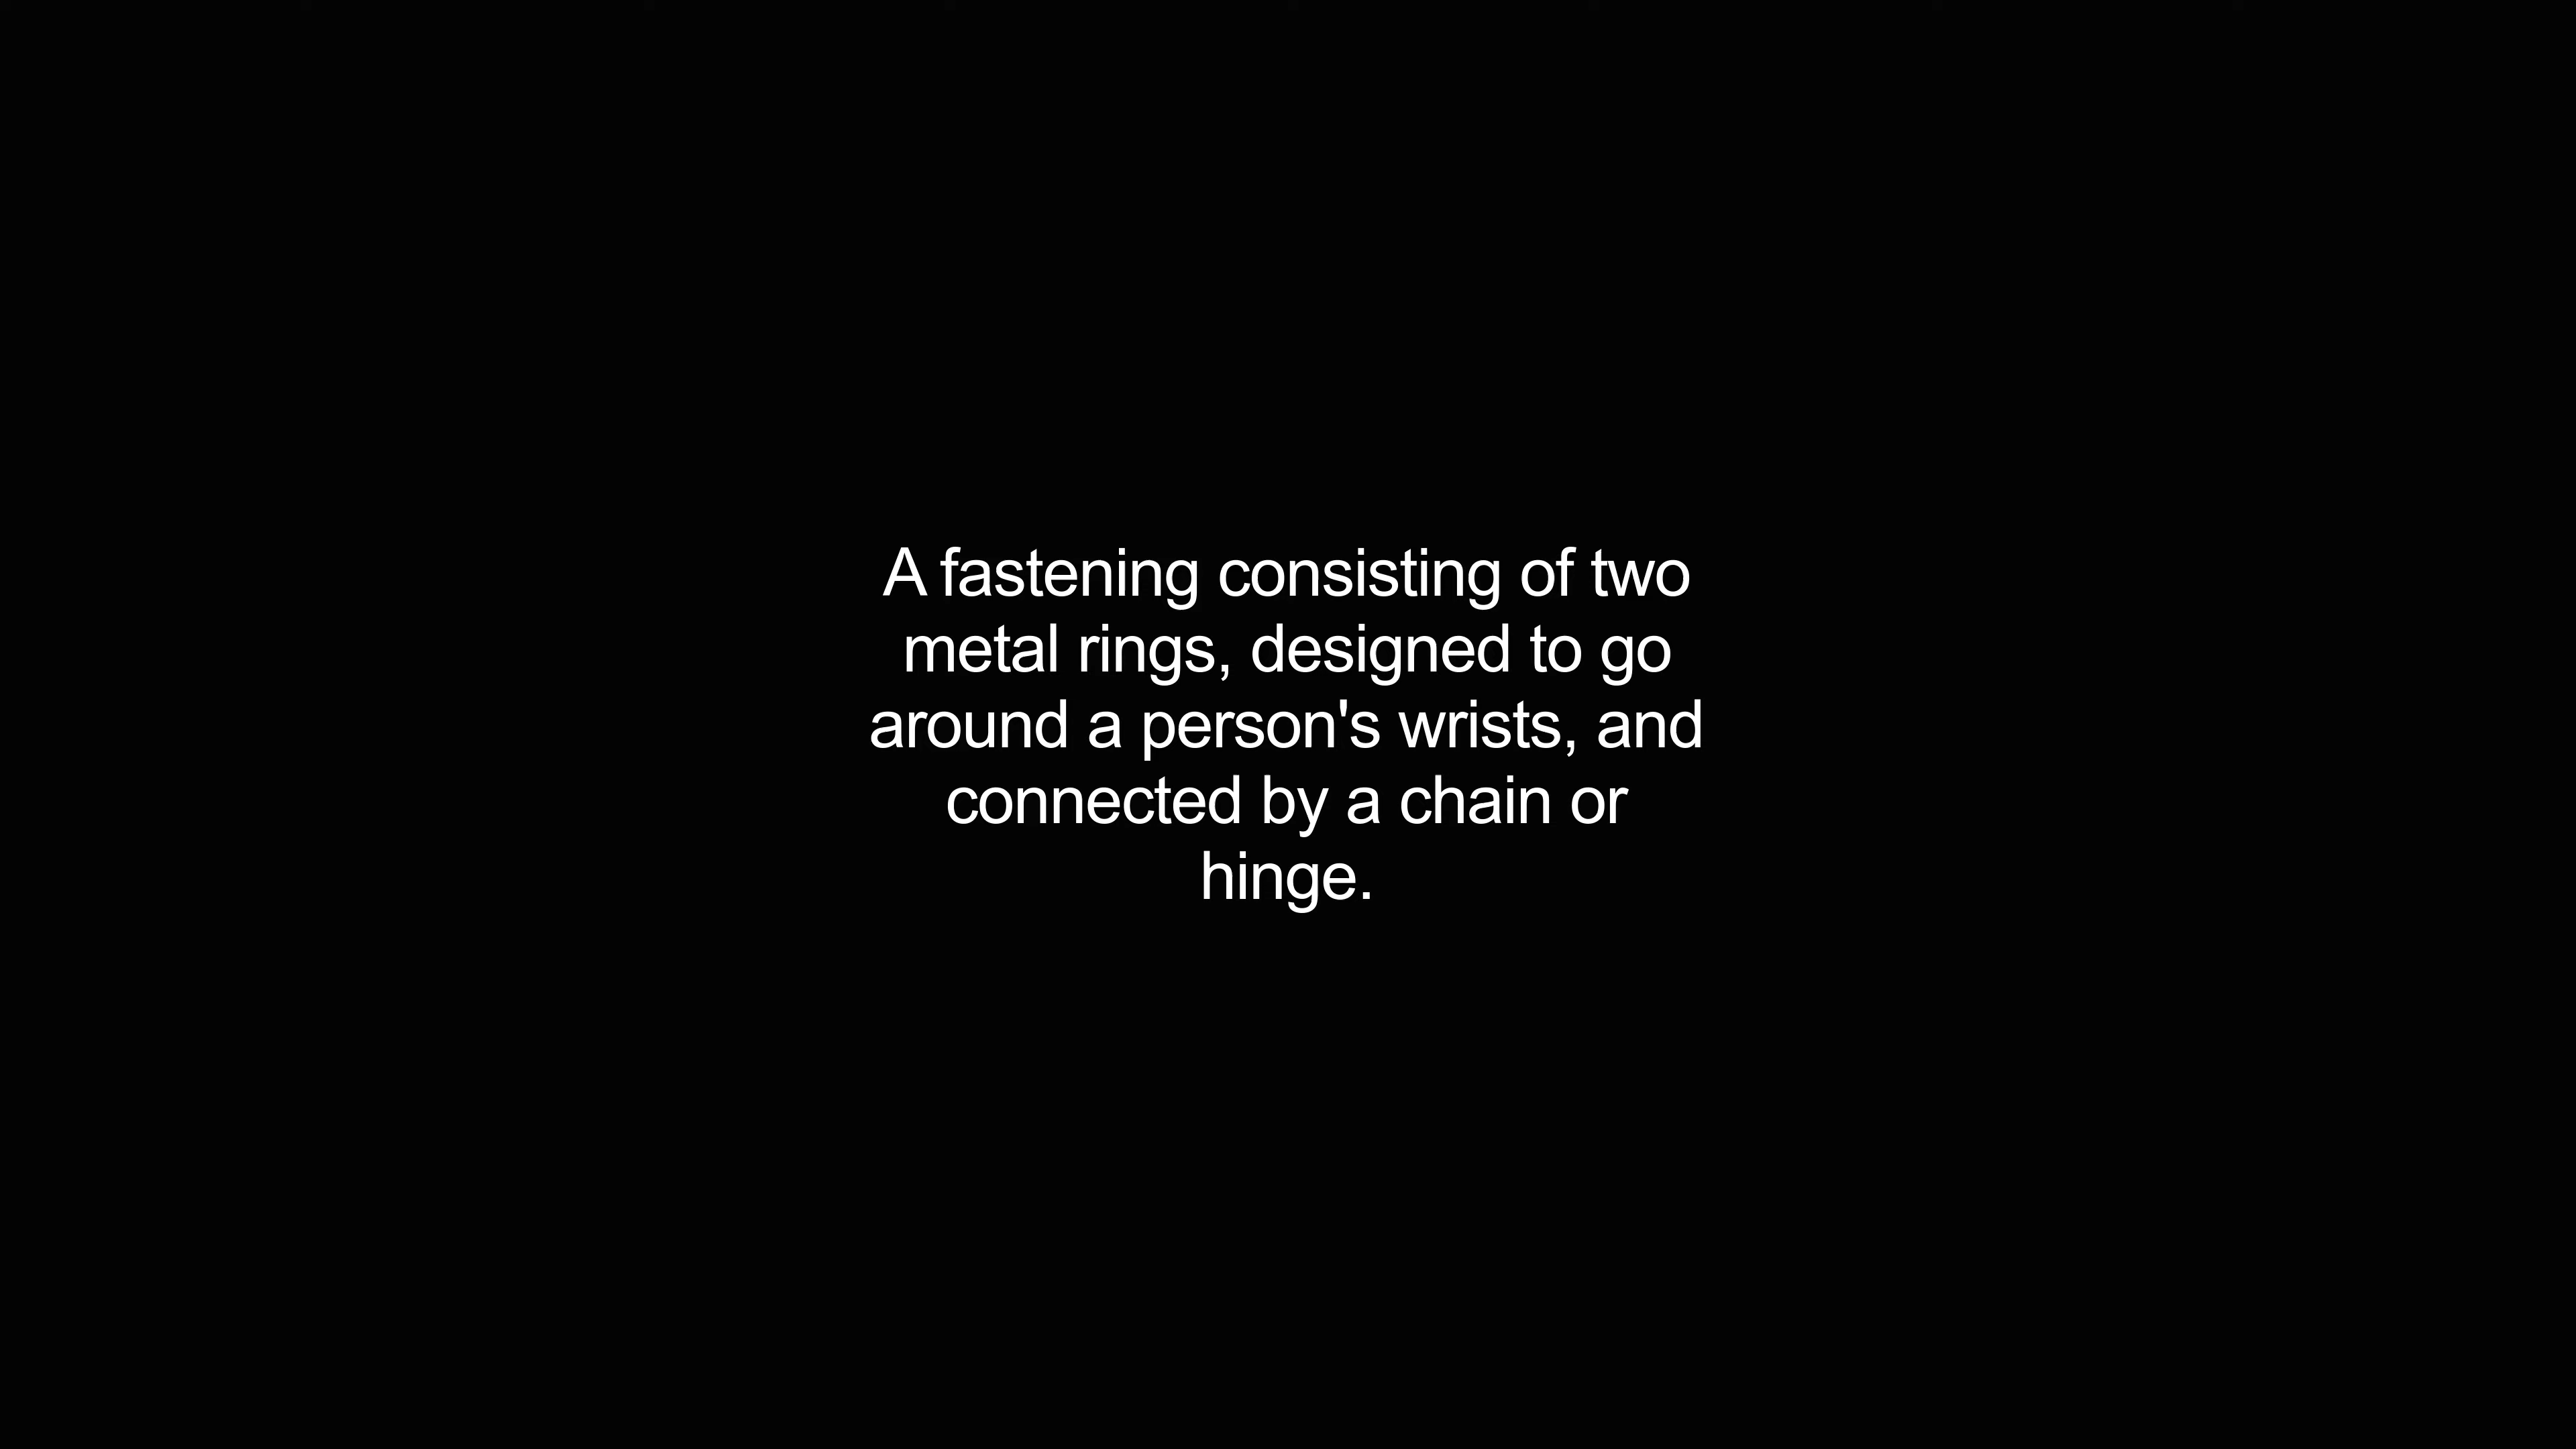 A fastening consisting of two
metal rings, designed to go
around a person's wrists, and
connected by a chain or
hinge.